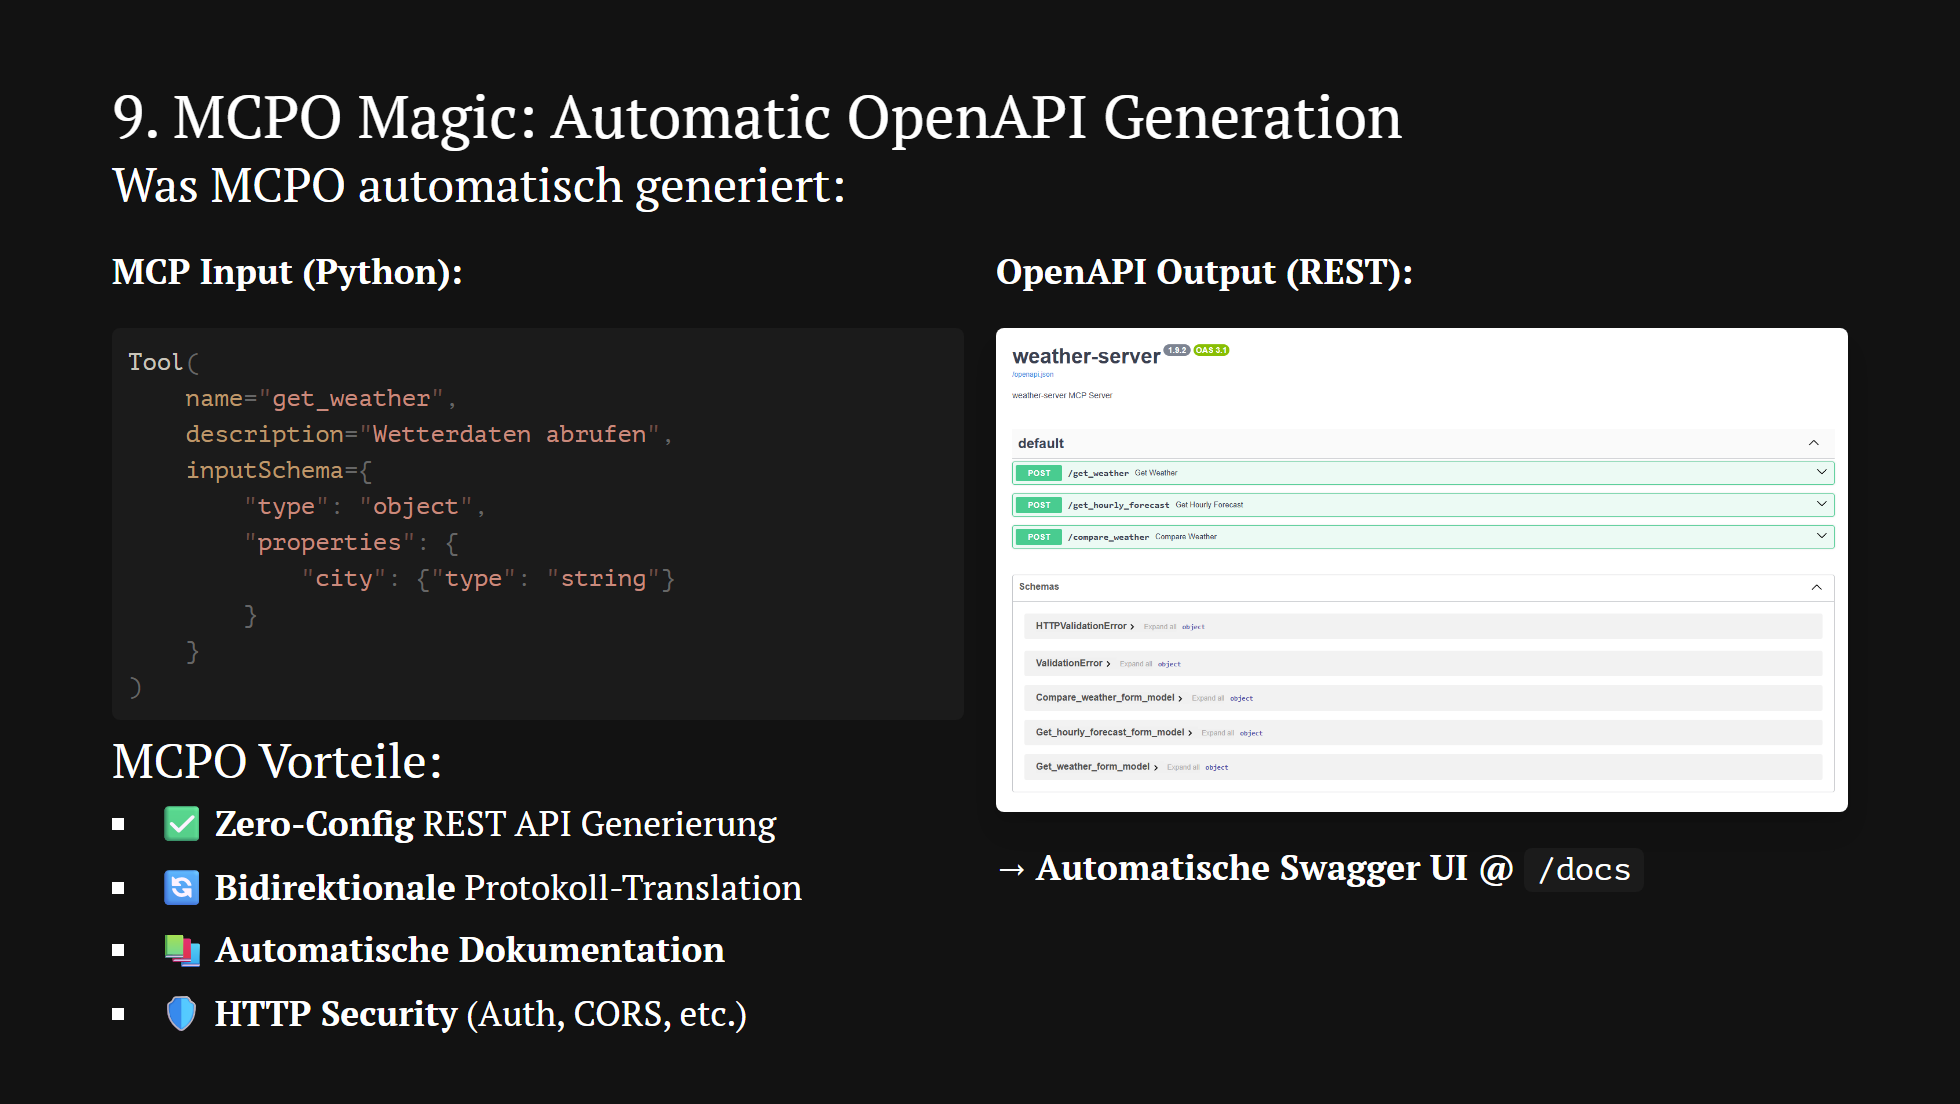 9. MCPO Magic: Automatic OpenAPI Generation
Was MCPO automatisch generiert:
MCP Input (Python):
Tool(
    name="get_weather",
    description="Wetterdaten abrufen",
    inputSchema={
        "type": "object",
        "properties": {
            "city": {"type": "string"}
        }
    }
)
MCPO Vorteile:
Zero-Config REST API Generierung
Bidirektionale Protokoll-Translation
Automatische Dokumentation
HTTP Security (Auth, CORS, etc.)
OpenAPI Output (REST):
weather-server 1.9.2 OAS 3.1
/openapi.json
weather-server MCP Server
default
POST /get_weather Get Weather
POST /get_hourly_forecast Get Hourly Forecast
POST /compare_weather Compare Weather
Schemas
HTTPValidationError > Expand all object
ValidationError > Expand all object
Compare_weather_form_model > Expand all object
Get_hourly_forecast_form_model > Expand all object
Get_weather_form_model > Expand all object
→ Automatische Swagger UI @ /docs